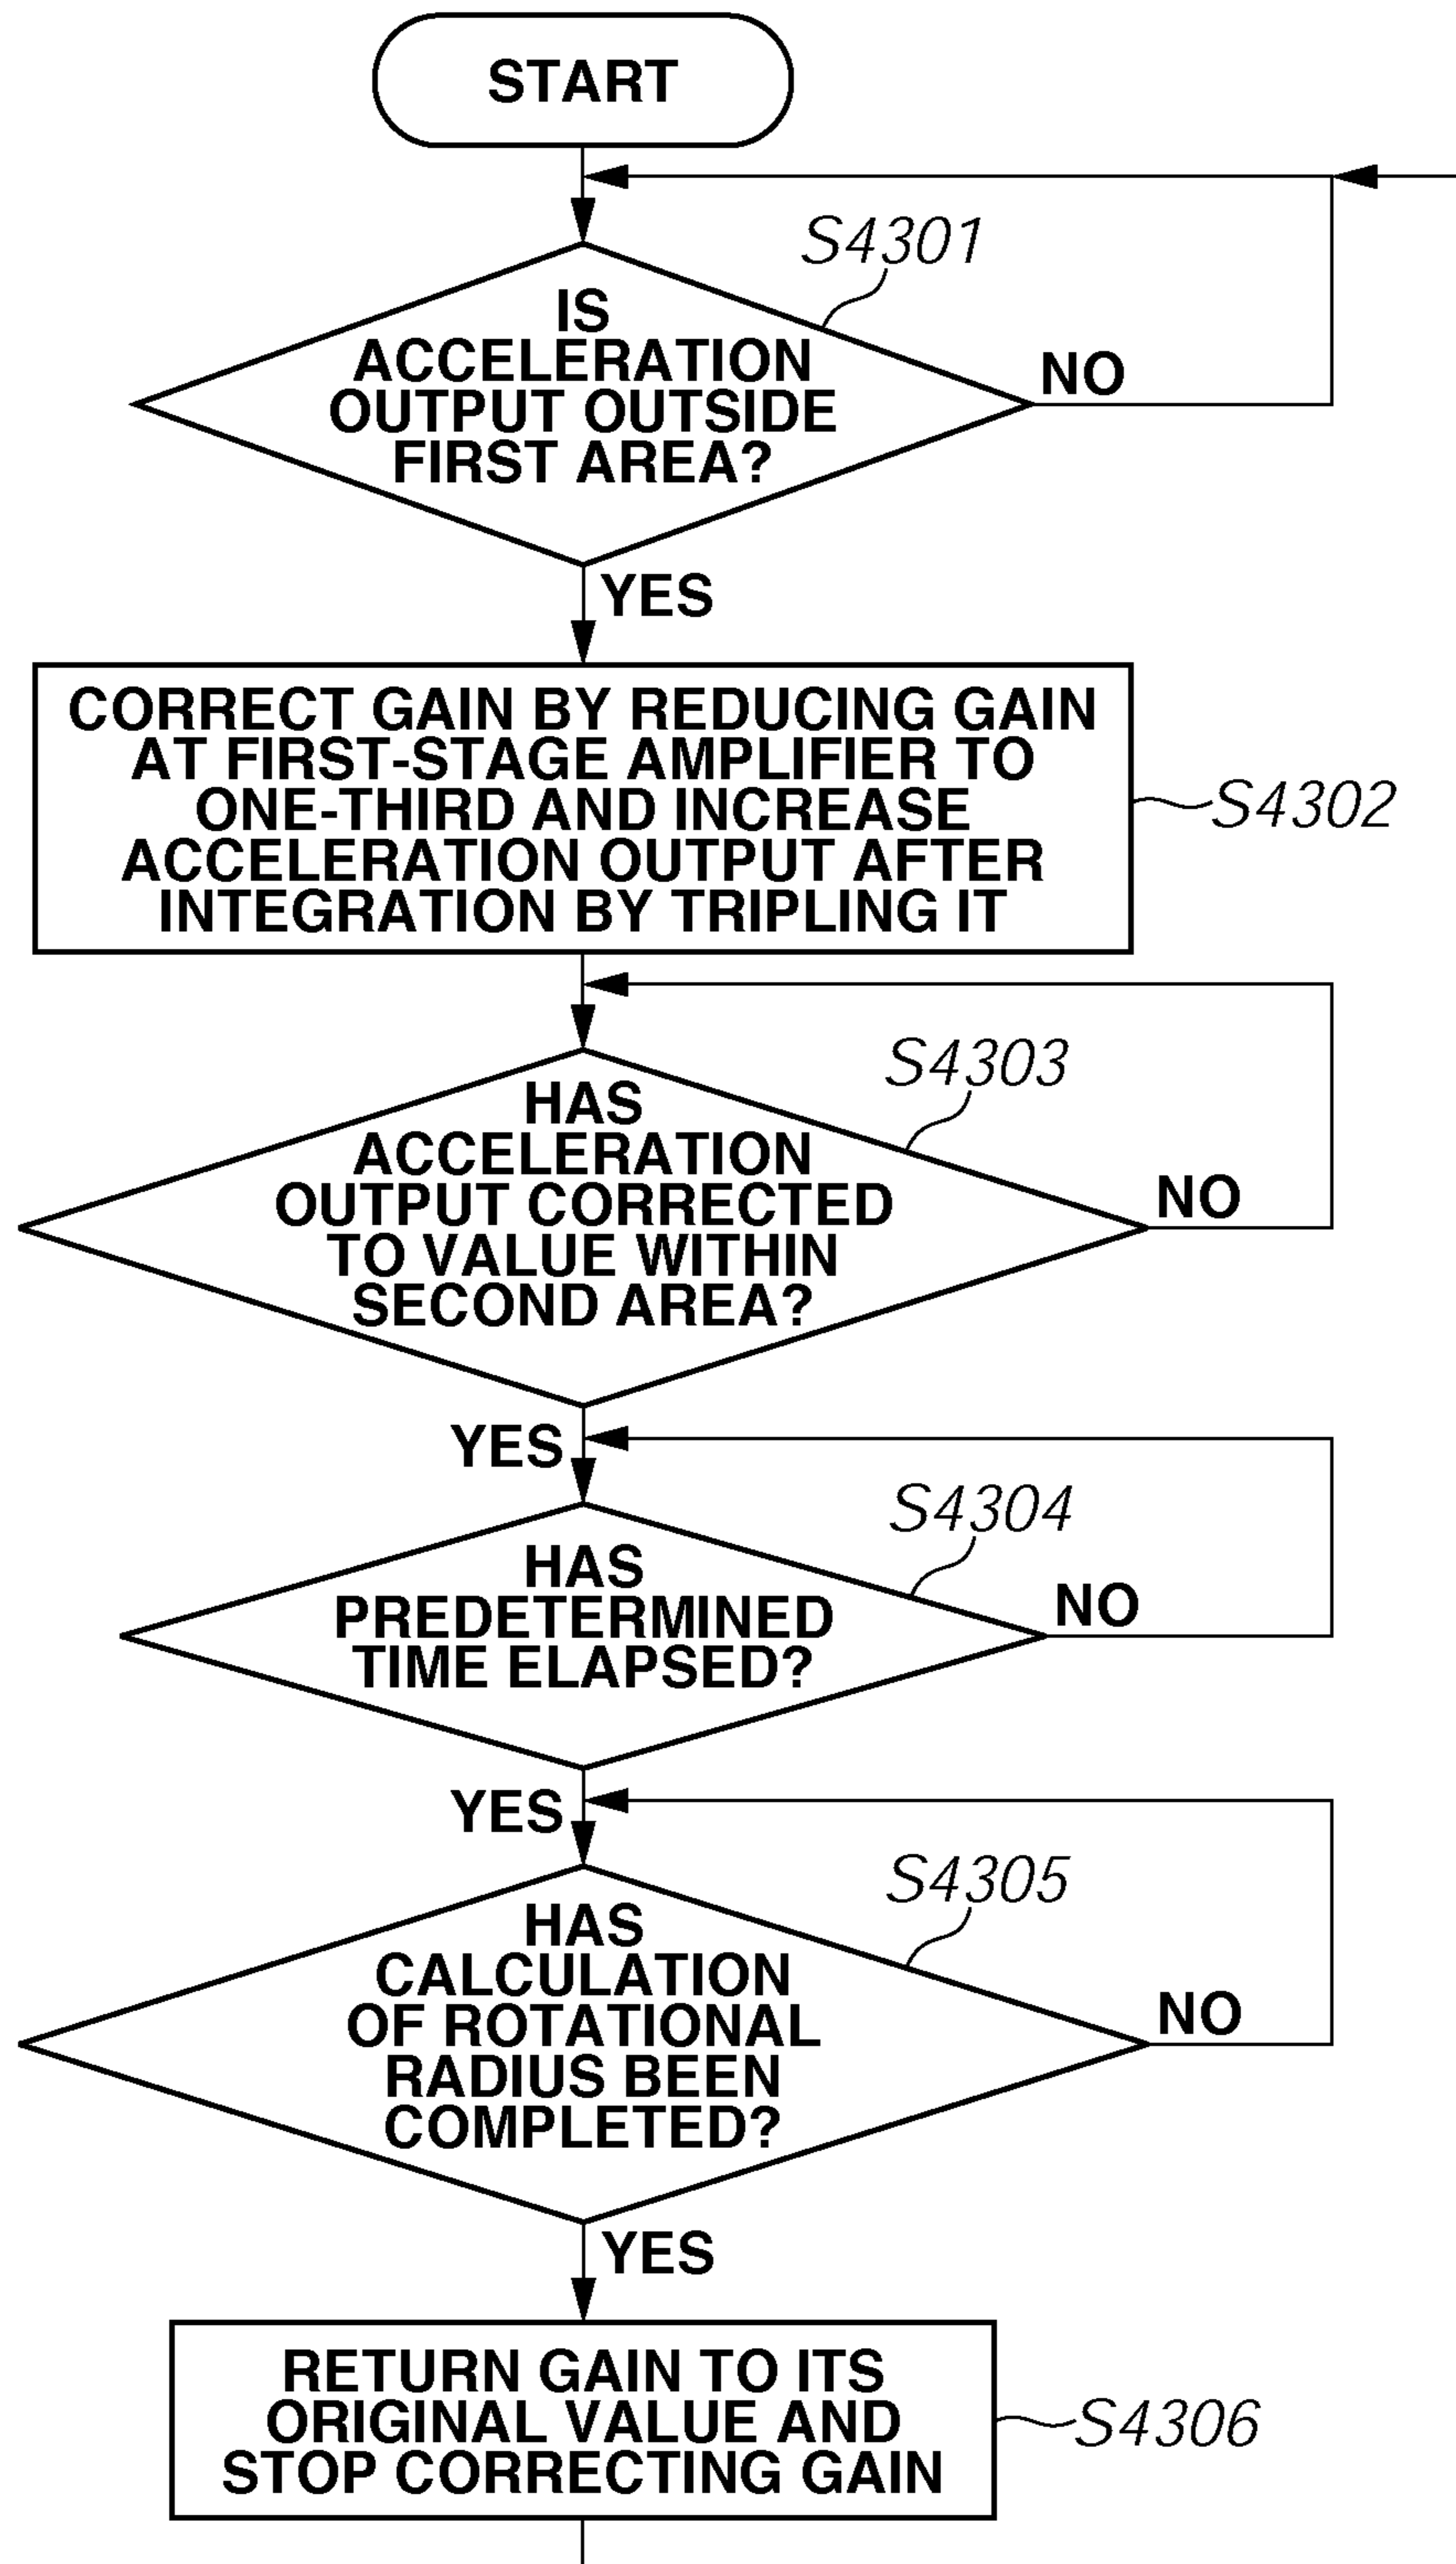 START
S4301
IS
ACCELERATION
OUTPUT OUTSIDE
FIRST AREA?
NO
YES
CORRECT GAIN BY REDUCING GAIN
AT FIRST-STAGE AMPLIFIER TO
ONE-THIRD AND INCREASE
ACCELERATION OUTPUT AFTER
INTEGRATION BY TRIPLING IT
S4302
S4303
HAS
ACCELERATION
OUTPUT CORRECTED
TO VALUE WITHIN
SECOND AREA?
NO
YES
S4304
HAS
PREDETERMINED
TIME ELAPSED?
NO
YES
S4305
HAS
CALCULATION
OF ROTATIONAL
RADIUS BEEN
COMPLETED?
NO
YES
RETURN GAIN TO ITS
ORIGINAL VALUE AND
STOP CORRECTING GAIN
S4306